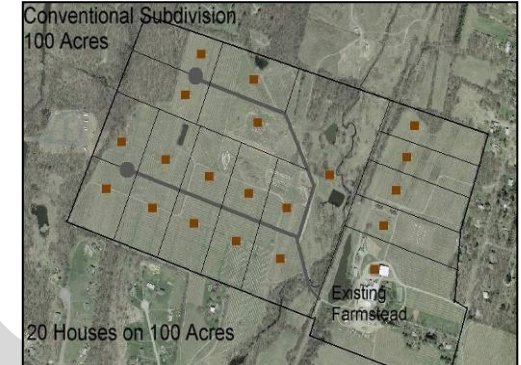 Conventional Subdivision
100 Acres
Existing
Farmstead
20 Houses on 100 Acres